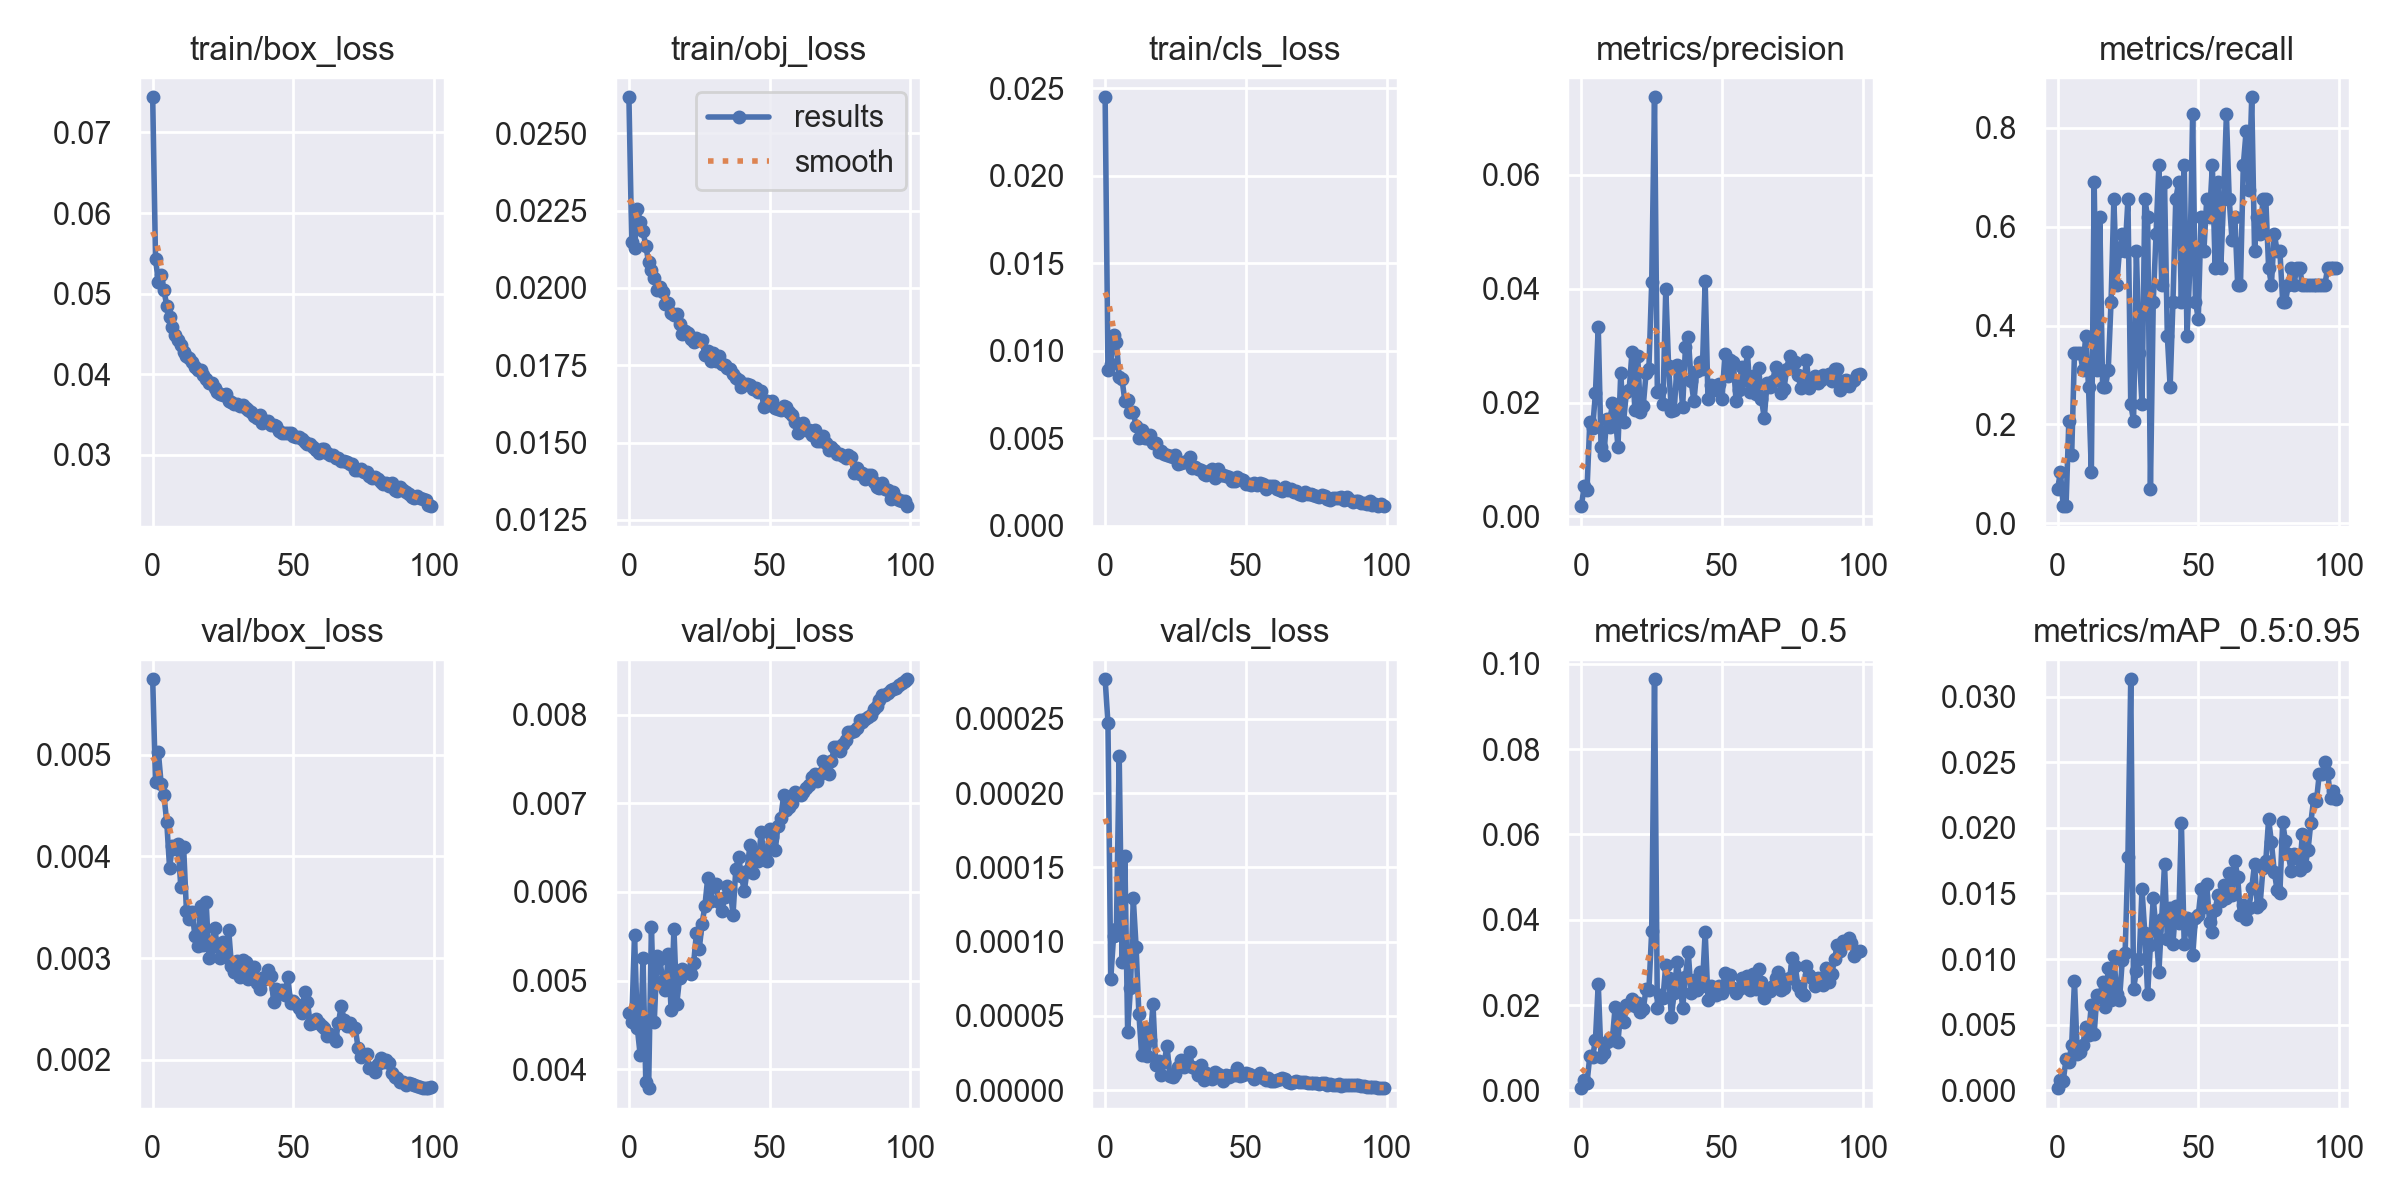 train/box_loss
train/obj_loss
train/cls_loss
metrics/precision
metrics/recall
0.07
0.06
0.05
0.04
0.03
0 50 100
0.0250
0.0225
0.0200
0.0175
0.0150
0.0125
results
smooth
0 50 100
0.025
0.020
0.015
0.010
0.005
0.000
0 50 100
0.06
0.04
0.02
0.00
0 50 100
0.8
0.6
0.4
0.2
0.0
0 50 100
val/box_loss
val/obj_loss
val/cls_loss
metrics/mAP_0.5
metrics/mAP_0.5:0.95
0.005
0.004
0.003
0.002
0 50 100
0.008
0.007
0.006
0.005
0.004
0 50 100
0.00025
0.00020
0.00015
0.00010
0.00005
0.00000
0 50 100
0.10
0.08
0.06
0.04
0.02
0.00
0 50 100
0.030
0.025
0.020
0.015
0.010
0.005
0.000
0 50 100